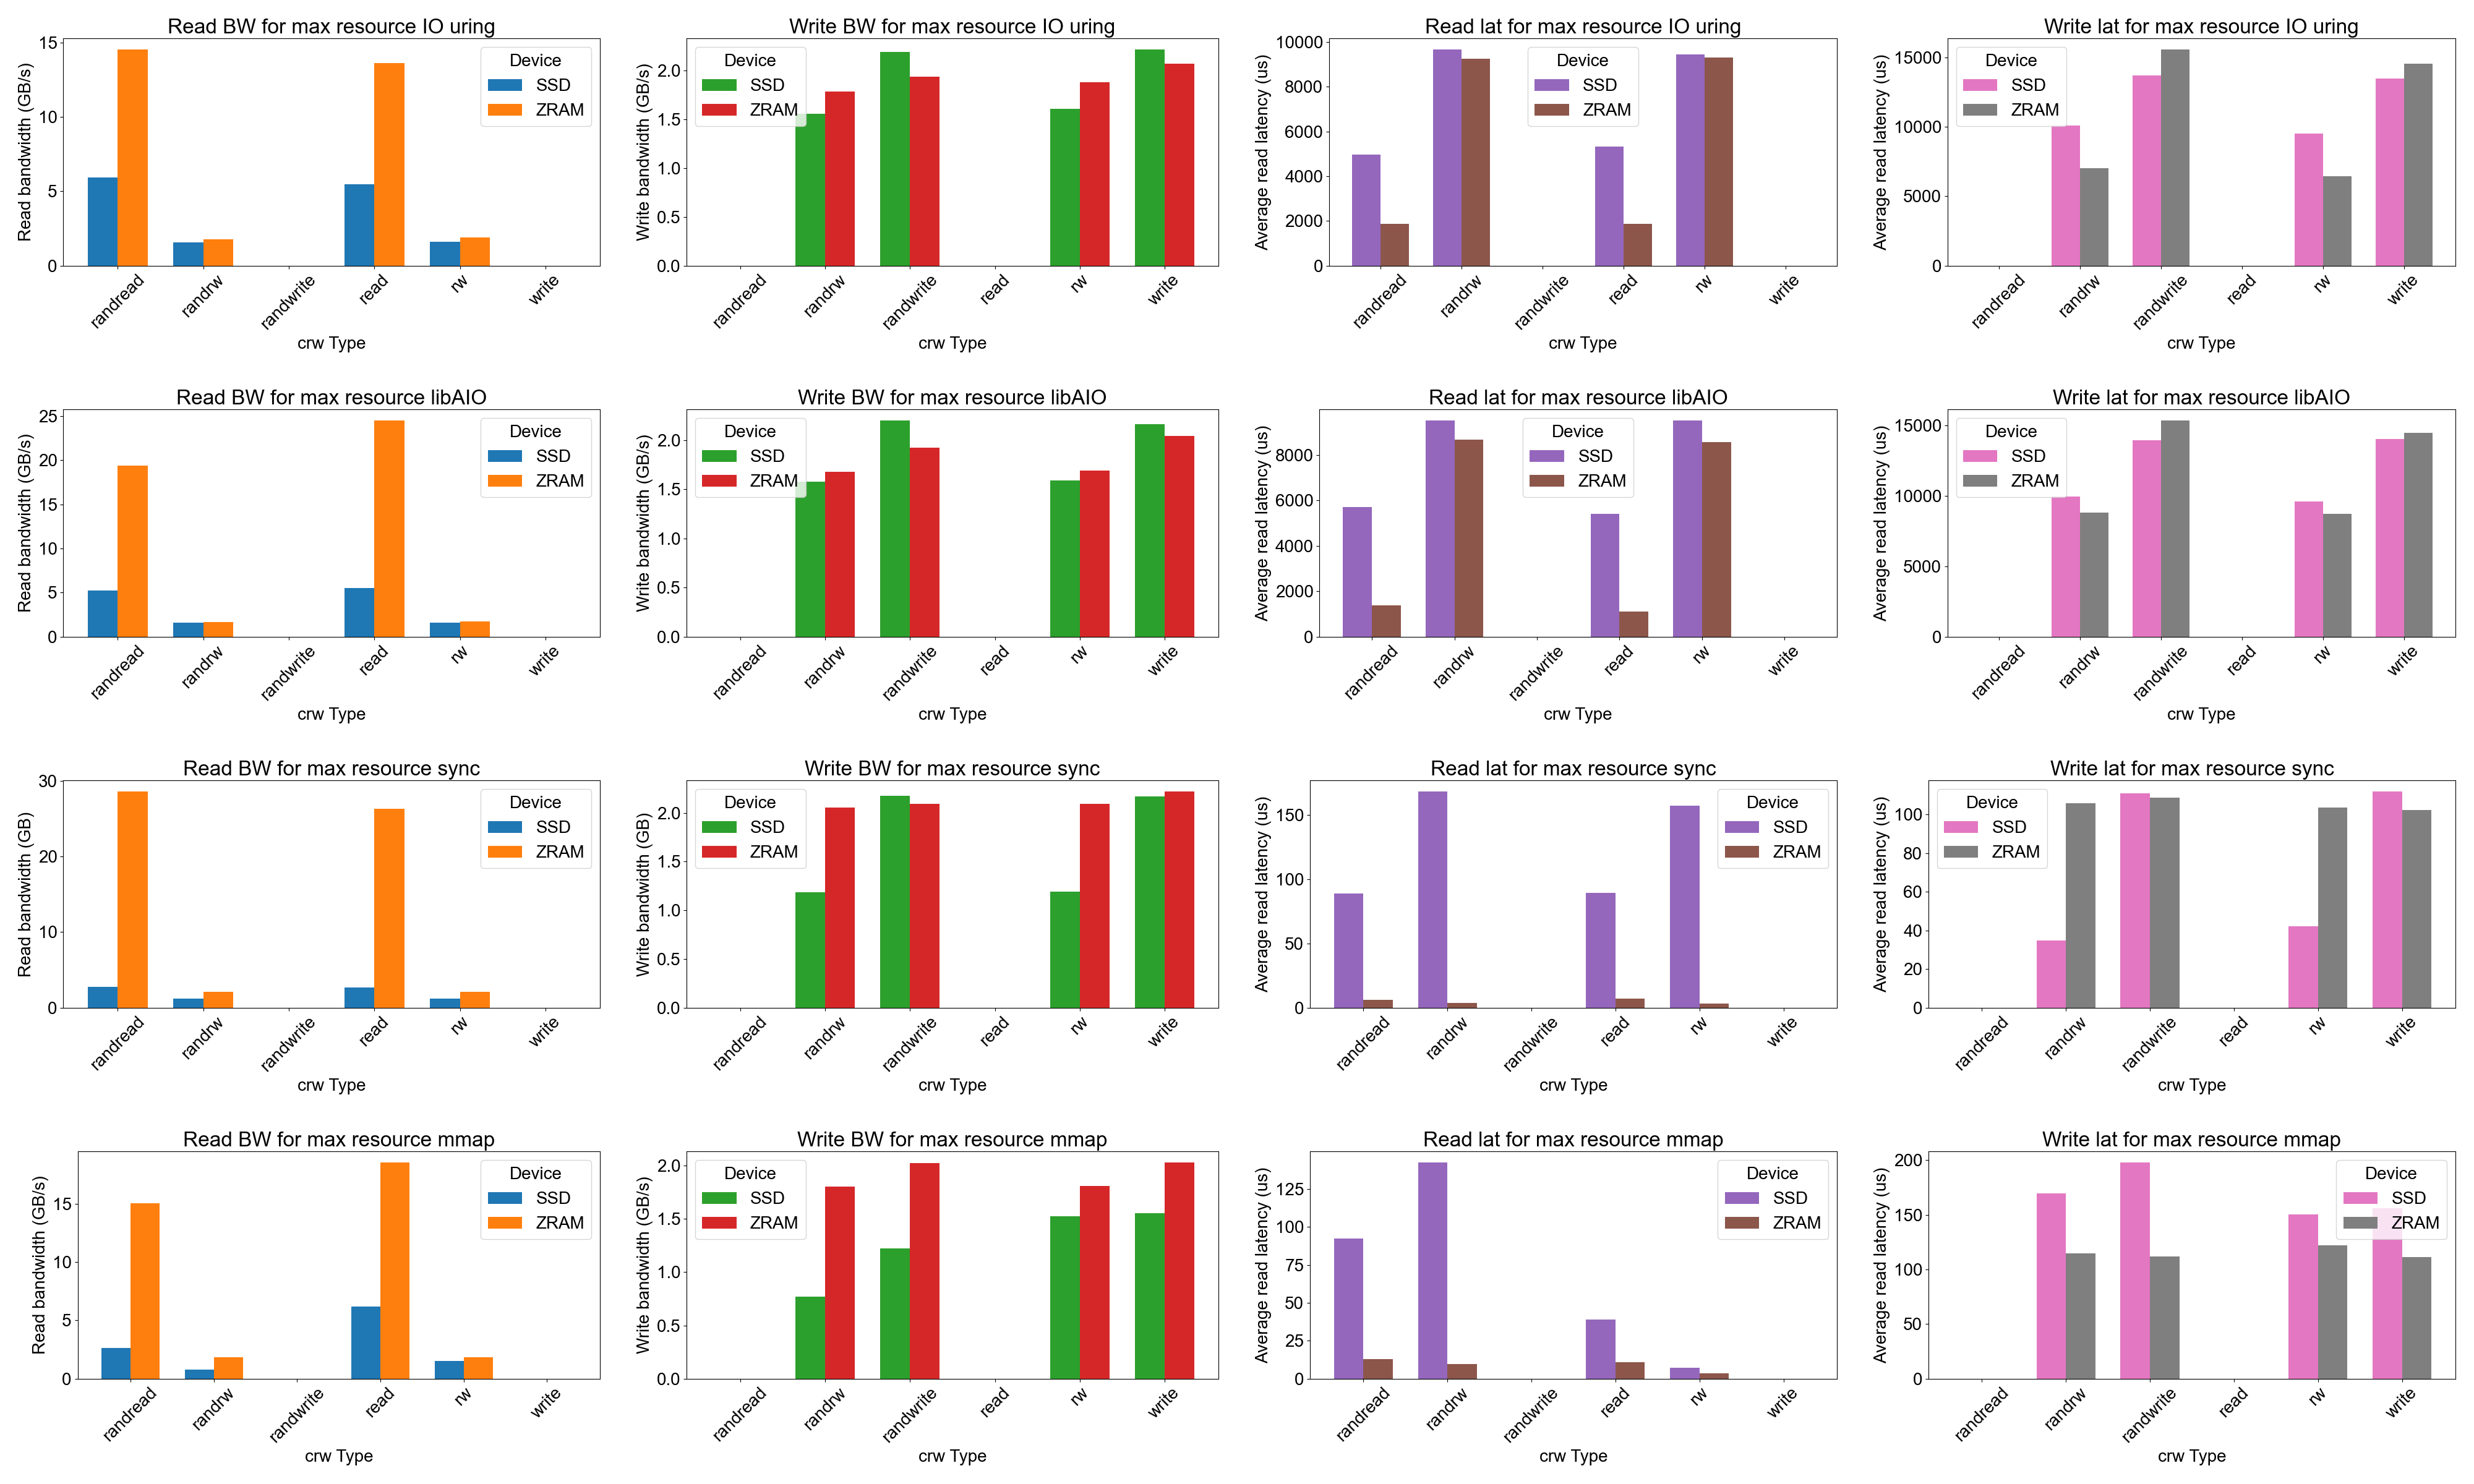 Read BW for max resource IO uring
Read bandwidth (GB/s)
15
10
5
0
Device
SSD
ZRAM
randread
randrw
randwrite
read
rw
write
crw Type
Write BW for max resource IO uring
Write bandwidth (GB/s)
2.0
1.5
1.0
0.5
0.0
Device
SSD
ZRAM
randread
randrw
randwrite
read
rw
write
crw Type
Read lat for max resource IO uring
Average read latency (us)
10000
8000
6000
4000
2000
0
Device
SSD
ZRAM
randread
randrw
randwrite
read
rw
write
crw Type
Write lat for max resource IO uring
Average read latency (us)
15000
10000
5000
0
Device
SSD
ZRAM
randread
randrw
randwrite
read
rw
write
crw Type
Read BW for max resource libAIO
Read bandwidth (GB/s)
25
20
15
10
5
0
Device
SSD
ZRAM
randread
randrw
randwrite
read
rw
write
crw Type
Write BW for max resource libAIO
Write bandwidth (GB/s)
2.0
1.5
1.0
0.5
0.0
Device
SSD
ZRAM
randread
randrw
randwrite
read
rw
write
crw Type
Read lat for max resource libAIO
Average read latency (us)
8000
6000
4000
2000
0
Device
SSD
ZRAM
randread
randrw
randwrite
read
rw
write
crw Type
Write lat for max resource libAIO
Average read latency (us)
15000
10000
5000
0
Device
SSD
ZRAM
randread
randrw
randwrite
read
rw
write
crw Type
Read BW for max resource sync
Read bandwidth (GB)
30
20
10
0
Device
SSD
ZRAM
randread
randrw
randwrite
read
rw
write
crw Type
Write BW for max resource sync
Write bandwidth (GB)
2.0
1.5
1.0
0.5
0.0
Device
SSD
ZRAM
randread
randrw
randwrite
read
rw
write
crw Type
Read lat for max resource sync
Average read latency (us)
150
100
50
0
Device
SSD
ZRAM
randread
randrw
randwrite
read
rw
write
crw Type
Write lat for max resource sync
Average read latency (us)
100
80
60
40
20
0
Device
SSD
ZRAM
randread
randrw
randwrite
read
rw
write
crw Type
Read BW for max resource mmap
Read bandwidth (GB/s)
15
10
5
0
Device
SSD
ZRAM
randread
randrw
randwrite
read
rw
write
crw Type
Write BW for max resource mmap
Write bandwidth (GB/s)
2.0
1.5
1.0
0.5
0.0
Device
SSD
ZRAM
randread
randrw
randwrite
read
rw
write
crw Type
Read lat for max resource mmap
Average read latency (us)
125
100
75
50
25
0
Device
SSD
ZRAM
randread
randrw
randwrite
read
rw
write
crw Type
Write lat for max resource mmap
Average read latency (us)
200
150
100
50
0
Device
SSD
ZRAM
randread
randrw
randwrite
read
rw
write
crw Type